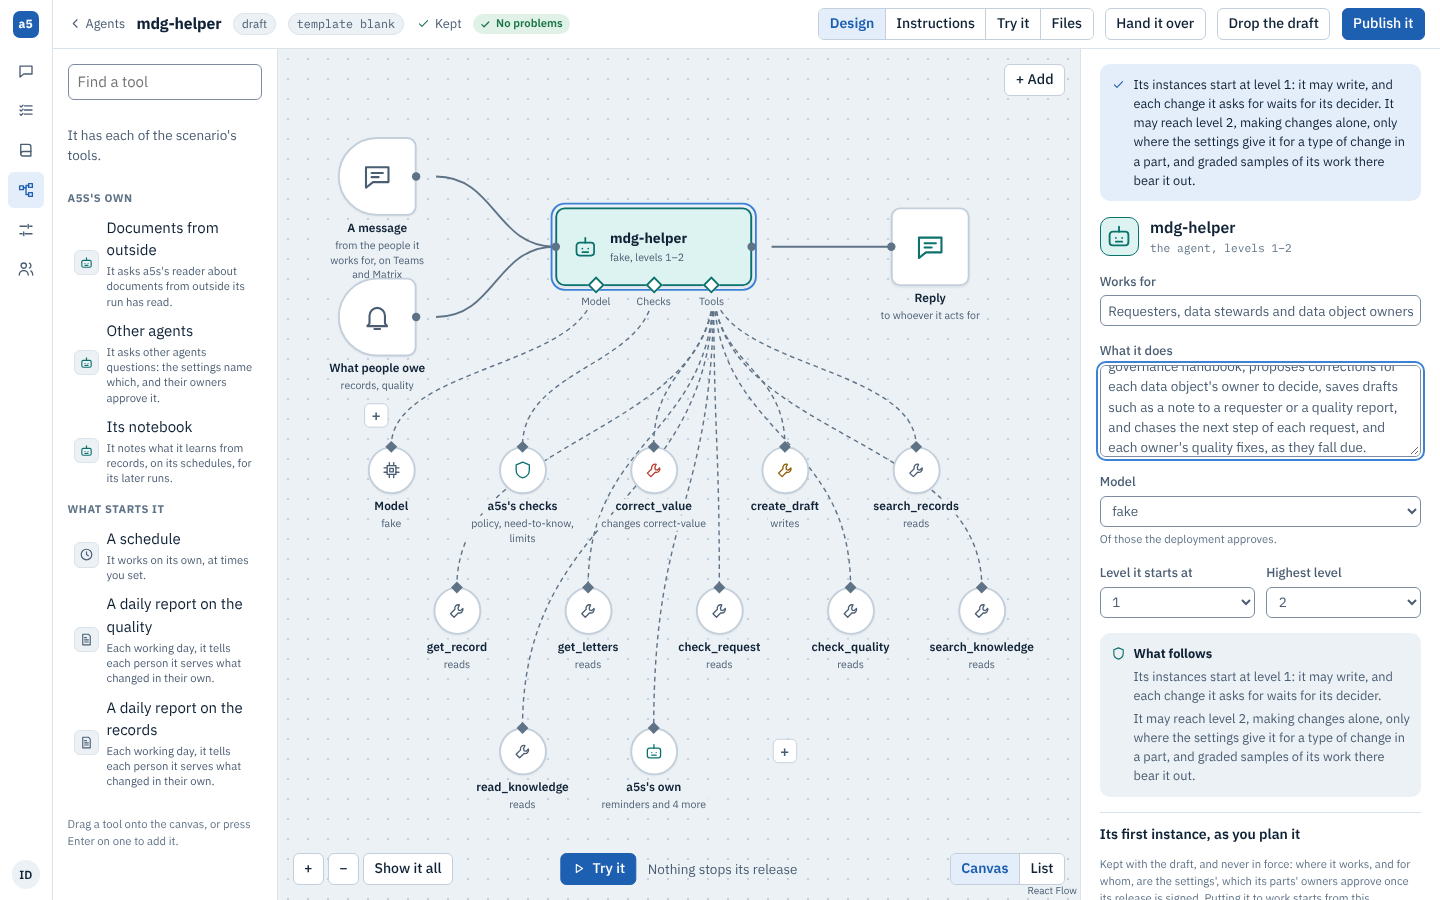 a5
Agents
mdg-helper
draft
template blank
Kept
No problems
Design
Instructions
Try it
Files
Hand it over
Drop the draft
Publish it
Find a tool
It has each of the scenario's
tools.
A5S'S OWN
Documents from
outside
It asks a5s's reader about
documents from outside its
run has read.
Other agents
It asks other agents
questions: the settings name
which, and their owners
approve it.
Its notebook
It notes what it learns from
records, on its schedules, for
its later runs.
WHAT STARTS IT
A schedule
It works on its own, at times
you set.
A daily report on the
quality
Each working day, it tells
each person it serves what
changed in their own.
A daily report on the
records
Each working day, it tells
each person it serves what
changed in their own.
Drag a tool onto the canvas, or press
Enter on one to add it.
ID
+ Add
A message
from the people it
works for, on Teams
and Matrix
What people owe
records, quality
+
mdg-helper
fake, levels 1–2
Model
Checks
Tools
Reply
to whoever it acts for
Model
fake
a5s's checks
policy, need-to-know,
limits
correct_value
changes correct-value
create_draft
writes
search_records
reads
get_record
reads
get_letters
reads
check_request
reads
check_quality
reads
search_knowledge
reads
read_knowledge
reads
a5s's own
reminders and 4 more
+
+
−
Show it all
Try it
Nothing stops its release
Canvas
List
React Flow
Its instances start at level 1: it may write, and
each change it asks for waits for its decider. It
may reach level 2, making changes alone, only
where the settings give it for a type of change in
a part, and graded samples of its work there
bear it out.
mdg-helper
the agent, levels 1–2
Works for
Requesters, data stewards and data object owners
What it does
governance handbook, proposes corrections for
each data object's owner to decide, saves drafts
such as a note to a requester or a quality report,
and chases the next step of each request, and
each owner's quality fixes, as they fall due.
Model
fake
Of those the deployment approves.
Level it starts at
Highest level
1
2
What follows
Its instances start at level 1: it may write, and
each change it asks for waits for its decider.
It may reach level 2, making changes alone, only
where the settings give it for a type of change in
a part, and graded samples of its work there
bear it out.
Its first instance, as you plan it
Kept with the draft, and never in force: where it works, and for
whom, are the settings', which its parts' owners approve once
its release is signed. Putting it to work starts from this.